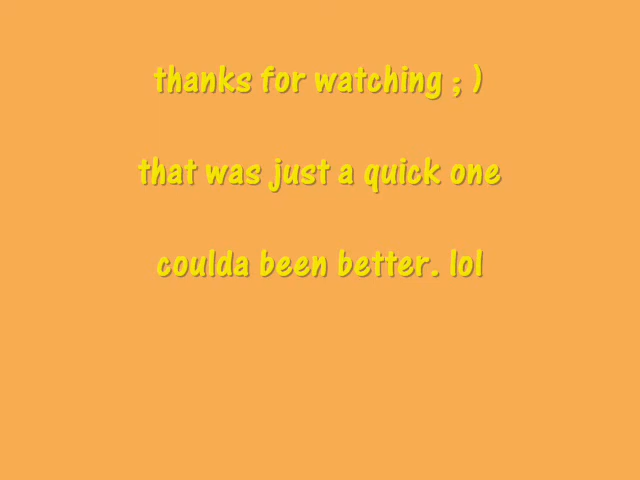 thanks for watching ; )
that was just a quick one
coulda been better. lol